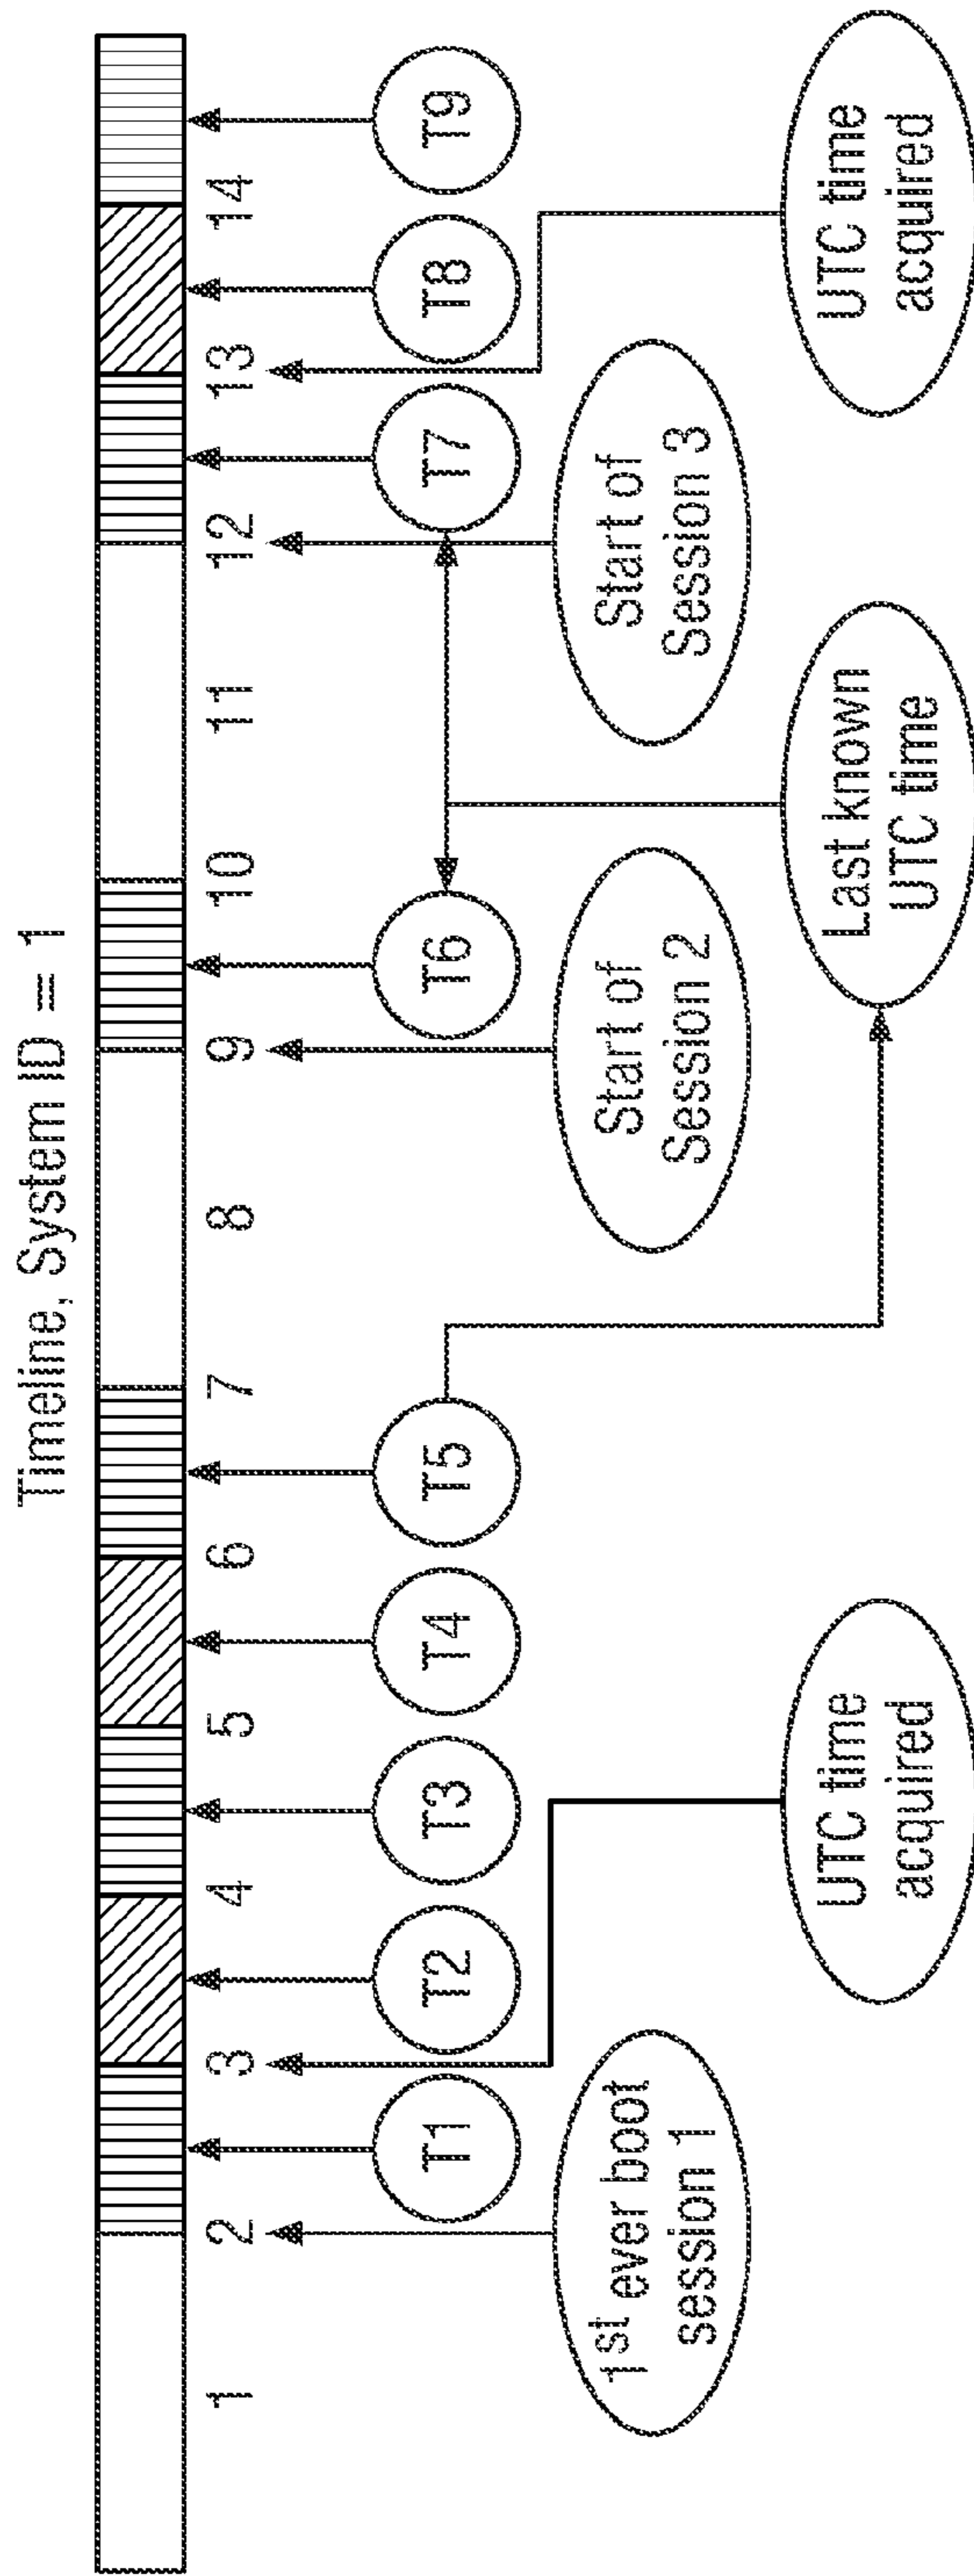 Timeline, System ID = 1
1 2 3 4 5 6 7 8 9 10 11 12 13 14
T1 T2 T3 T4 T5 T6 T7 T8 T9
1st ever boot
session 1
Start of
Session 2
Start of
Session 3
UTC time
acquired
Last known
UTC time
UTC time
acquired